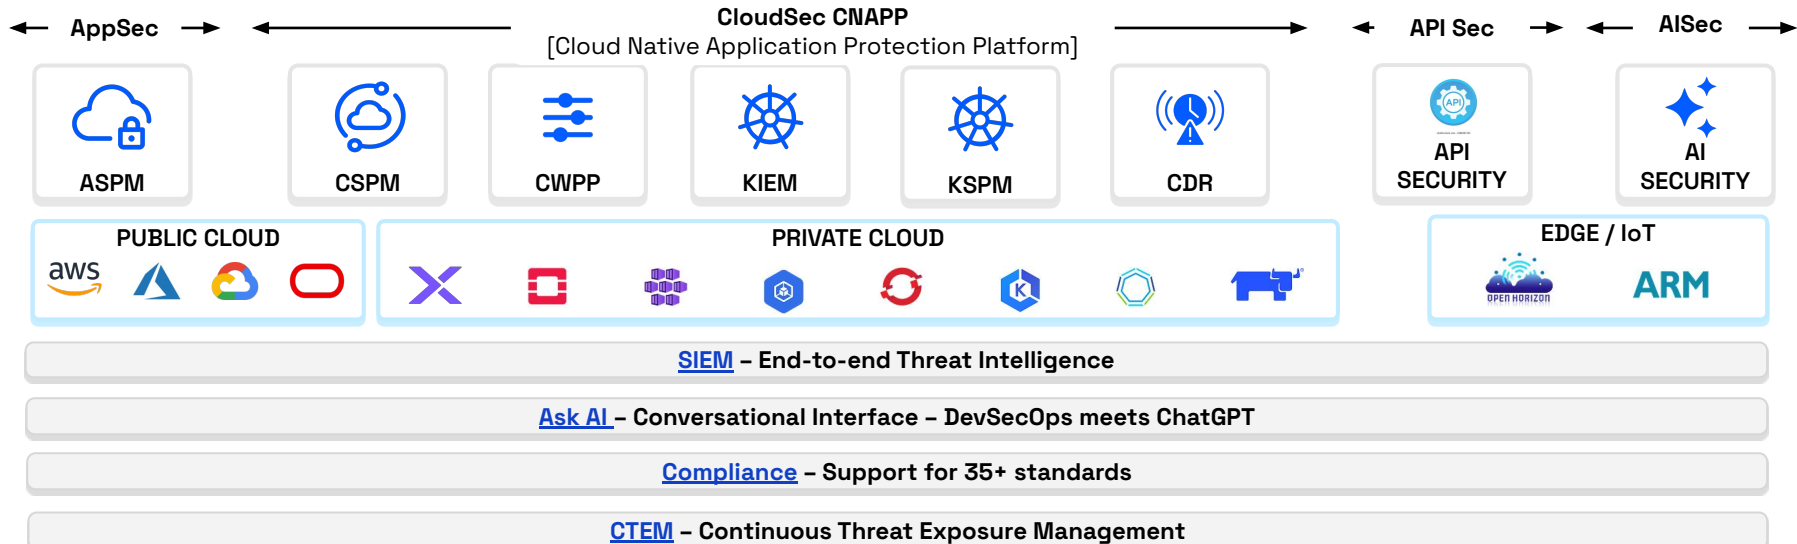 AppSec
CloudSec CNAPP
[Cloud Native Application Protection Platform]
API Sec
AISec
ASPM
CSPM
CWPP
KIEM
KSPM
CDR
API
API
SECURITY
AI
SECURITY
PUBLIC CLOUD
aws
PRIVATE CLOUD
K
EDGE / IoT
OPEN HORIZON
ARM
SIEM – End-to-end Threat Intelligence
Ask AI – Conversational Interface – DevSecOps meets ChatGPT
Compliance – Support for 35+ standards
CTEM – Continuous Threat Exposure Management